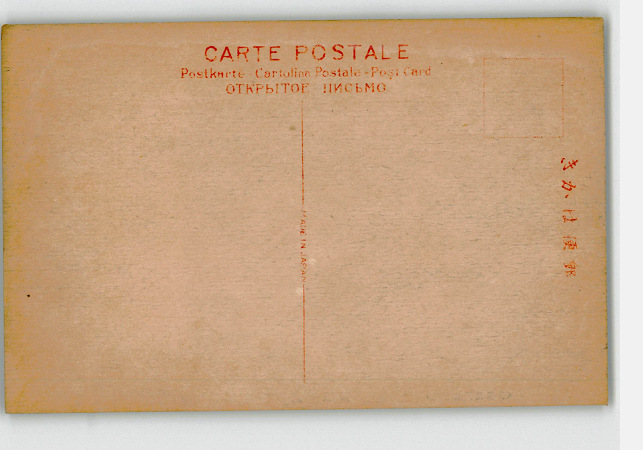 CARTE POSTALE
Postkarte - Cartolina Postale - Post Card
ОТКРЫТОЕ ПИСЬМО
MADE IN JAPAN
きかは便郵